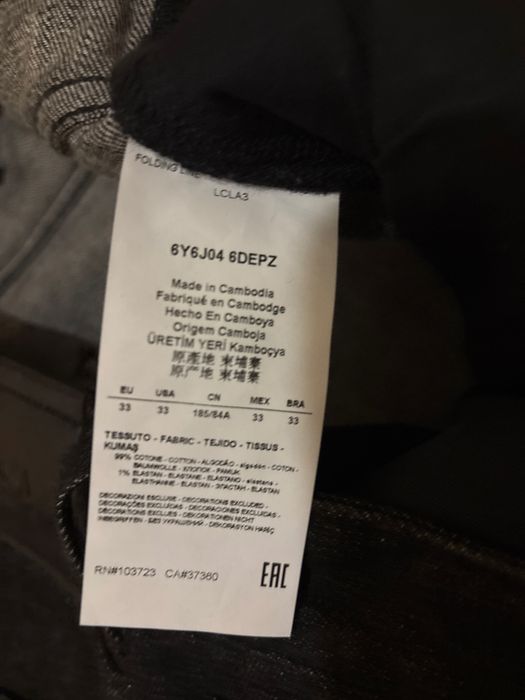 FOLDING LINE
LCLA3
6Y6J04 6DEPZ
Made in Cambodia
Fabriqué en Cambodge
Hecho En Camboya
Origem Camboja
ÜRETİM YERİ Kamboçya
原產地 柬埔寨
原产地 柬埔寨
EU USA CN MEX BRA
33 33 185/84A 33 33
TESSUTO - FABRIC - TEJIDO - TISSUS -
KUMAŞ
99% COTONE - COTTON - ALGODÃO - algodón - COTON -
BAUMWOLLE - ХЛОПОК - PAMUK
1% ELASTAN - ELASTANE - ELASTANO - elastano -
ELASTHANNE - ELASTAN - ЭЛАСТАН - ELASTAN
DECORAZIONI ESCLUSE - DECORATIONS EXCLUDED -
DECORAÇÕES EXCLUIDAS - DECORACIONES EXCLUIDAS -
DÉCORATIONS EXCLUES - DEKORATIONEN NICHT
INBEGRIFFEN - БЕЗ УКРАШЕНИЙ - DEKORASYON HARİÇ
RN#103723 CA#37360
EAC